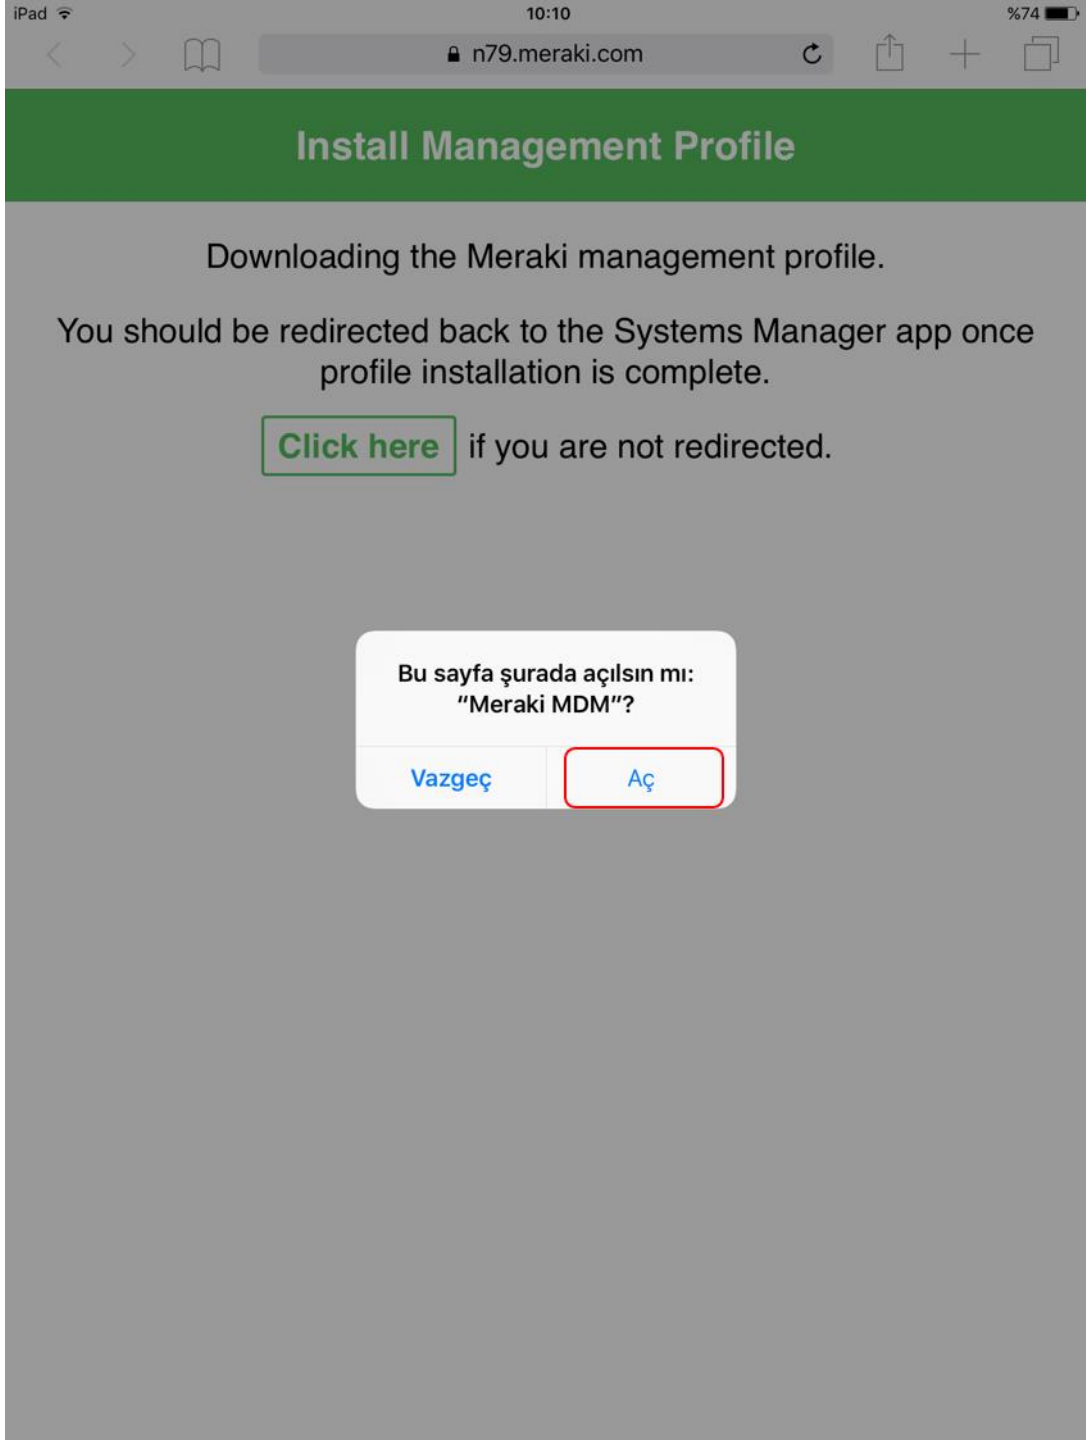 iPad 10:10 %74
n79.meraki.com
Install Management Profile
Downloading the Meraki management profile.
You should be redirected back to the Systems Manager app once
profile installation is complete.
Click here if you are not redirected.
Bu sayfa şurada açılsın mı:
“Meraki MDM”?
Vazgeç Aç